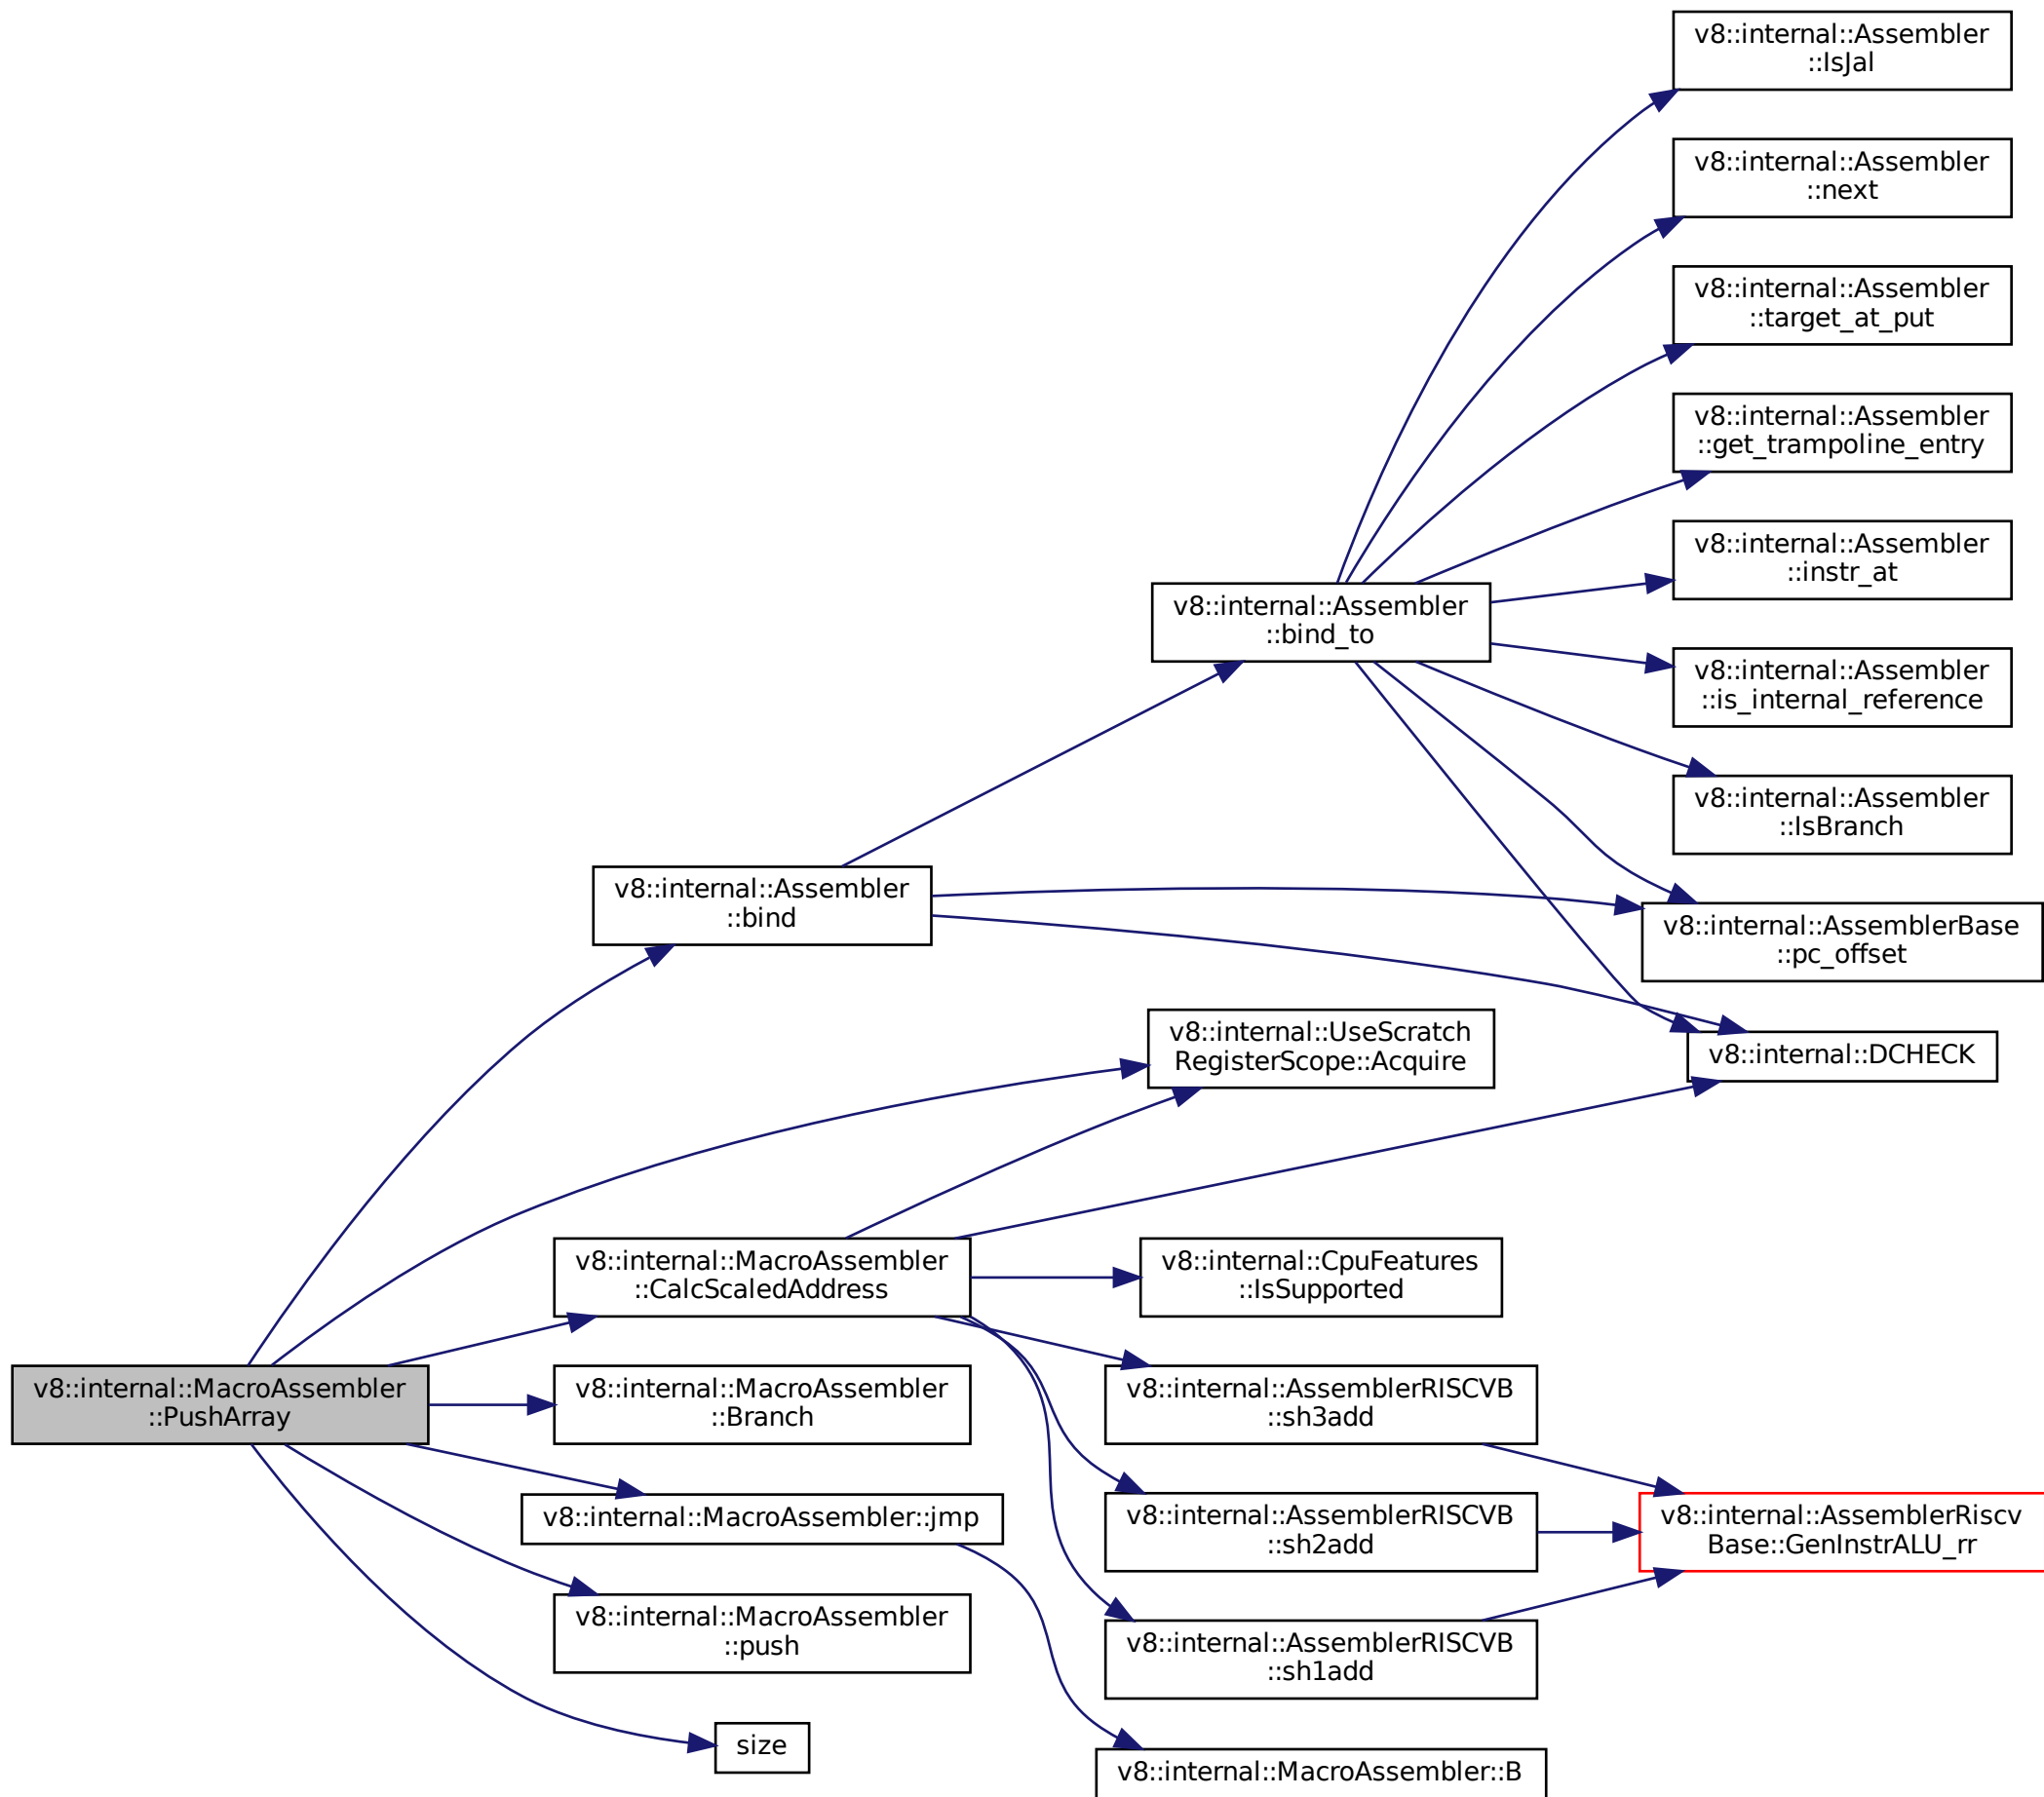 v8::internal::Assembler
::IsJal
v8::internal::Assembler
::next
v8::internal::Assembler
::target_at_put
v8::internal::Assembler
::get_trampoline_entry
v8::internal::Assembler
::instr_at
v8::internal::Assembler
::bind_to
v8::internal::Assembler
::is_internal_reference
v8::internal::Assembler
::IsBranch
v8::internal::Assembler
::bind
v8::internal::AssemblerBase
::pc_offset
v8::internal::UseScratch
RegisterScope::Acquire
v8::internal::DCHECK
v8::internal::MacroAssembler
::CalcScaledAddress
v8::internal::CpuFeatures
::IsSupported
v8::internal::MacroAssembler
::PushArray
v8::internal::MacroAssembler
::Branch
v8::internal::AssemblerRISCVB
::sh3add
v8::internal::MacroAssembler::jmp
v8::internal::AssemblerRISCVB
::sh2add
v8::internal::AssemblerRiscv
Base::GenInstrALU_rr
v8::internal::MacroAssembler
::push
v8::internal::AssemblerRISCVB
::sh1add
size
v8::internal::MacroAssembler::B